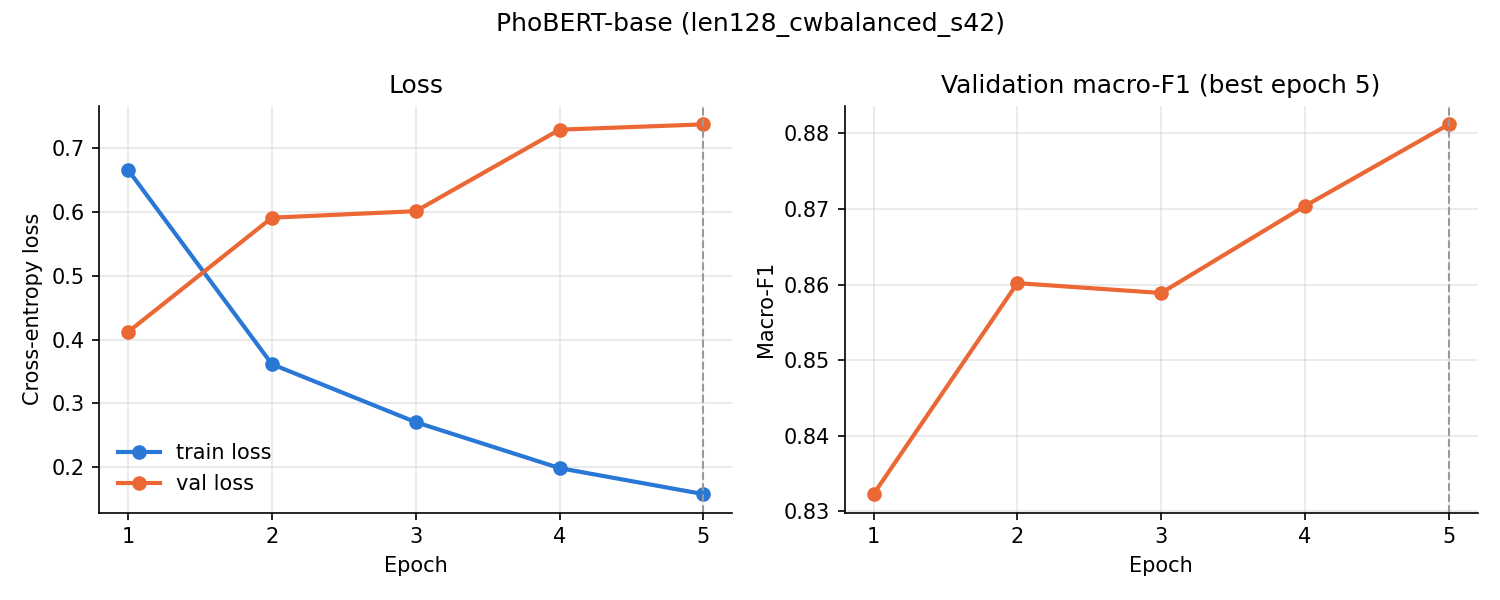 PhoBERT-base (len128_cwbalanced_s42)
Loss
Cross-entropy loss
0.7
0.6
0.5
0.4
0.3
0.2
train loss
val loss
1 2 3 4 5
Epoch
Validation macro-F1 (best epoch 5)
Macro-F1
0.88
0.87
0.86
0.85
0.84
0.83
1 2 3 4 5
Epoch